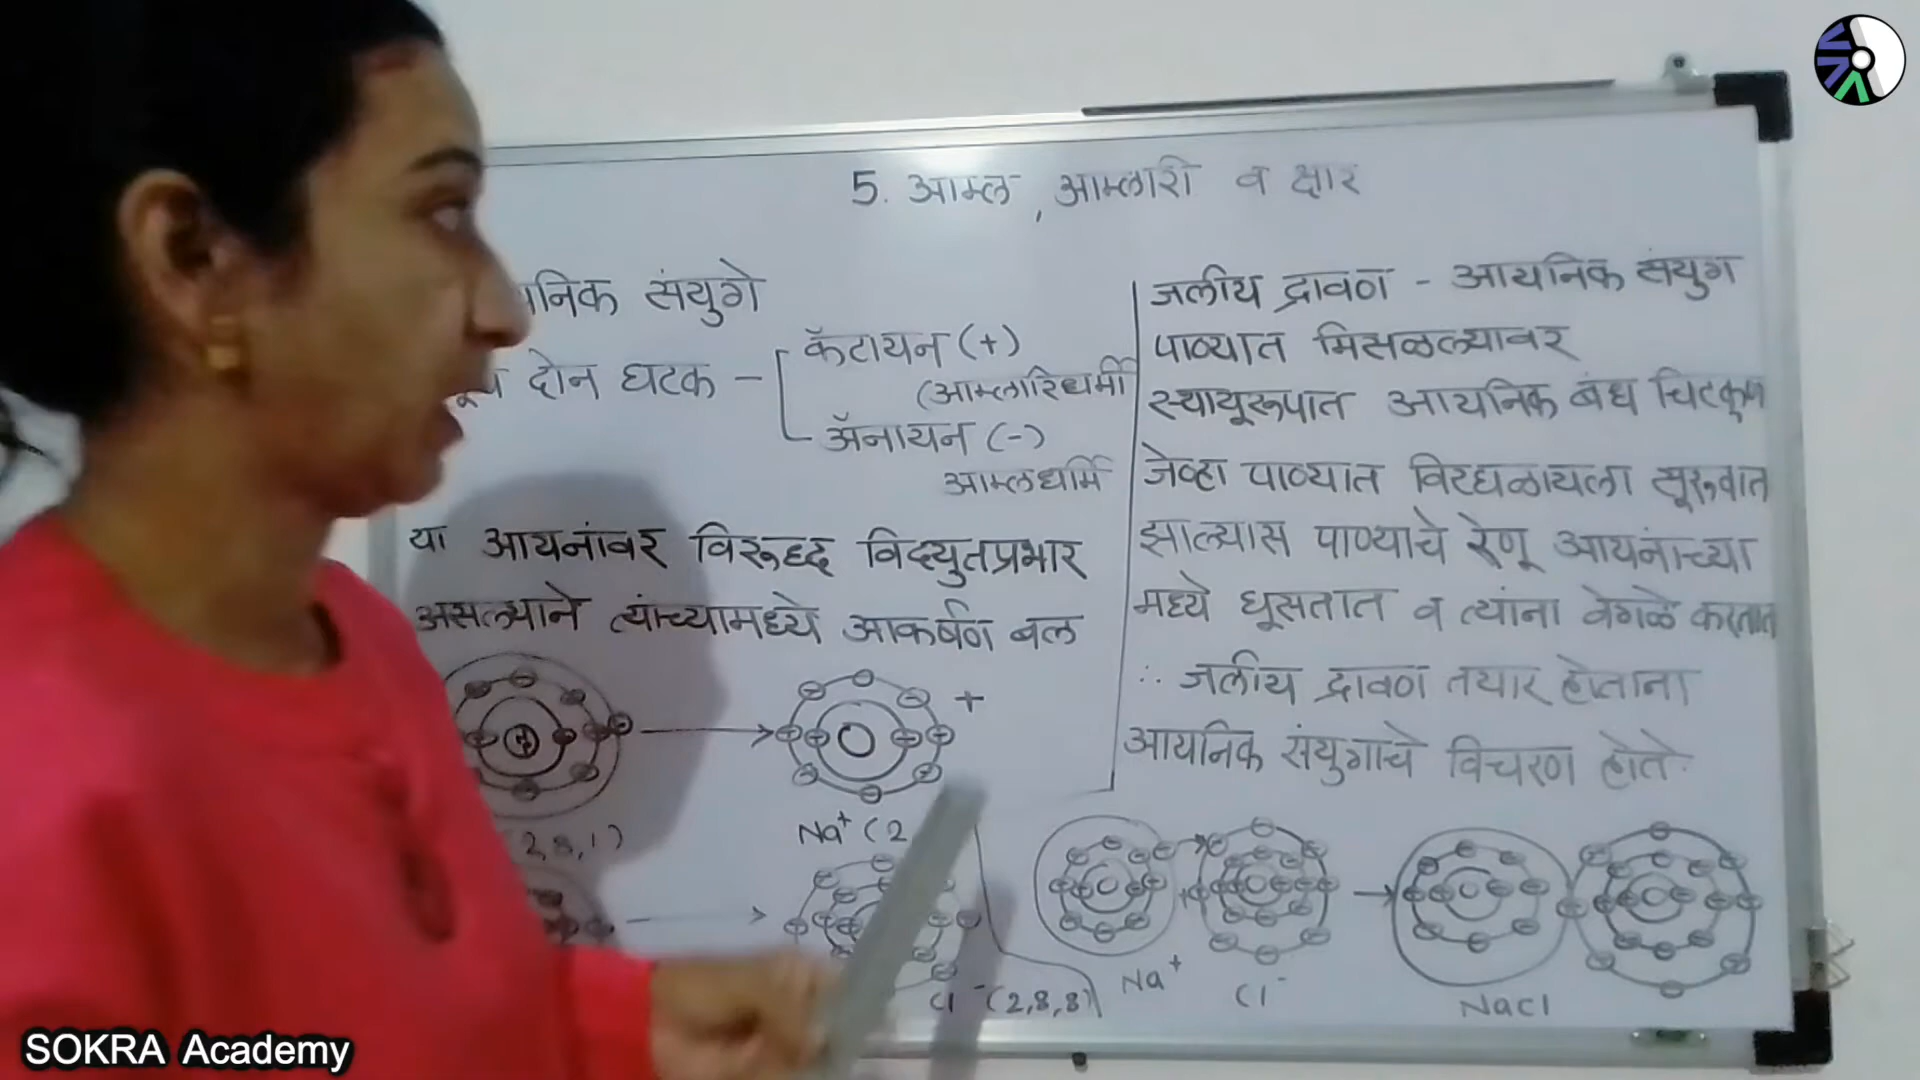 5. आम्ल, आम्लारी व क्षार
यनिक संयुगे
दोन घटक -
कॅटायन (+)
(आम्लारिधर्मी
ॲनायन (-)
आम्लधर्मि
या आयनांवर विरूद्ध विद्युतप्रभार
असल्याने त्यांच्यामध्ये आकर्षण बल
+
2,8,1)
Na⁺ (2
Cl⁻ (2,8,8)
जलीय द्रावण - आयनिक संयुग
पाण्यात मिसळल्यावर
स्थायूरूपात आयनिक बंध चिटकून
जेव्हा पाण्यात विरघळायला सूरूवात
झाल्यास पाण्याचे रेणू आयनांच्या
मध्ये घूसतात व त्यांना वेगळे करतात
∴ जलीय द्रावण तयार होताना
आयनिक संयुगाचे विचरण होते.
Na⁺
Cl⁻
NaCl
SOKRA Academy